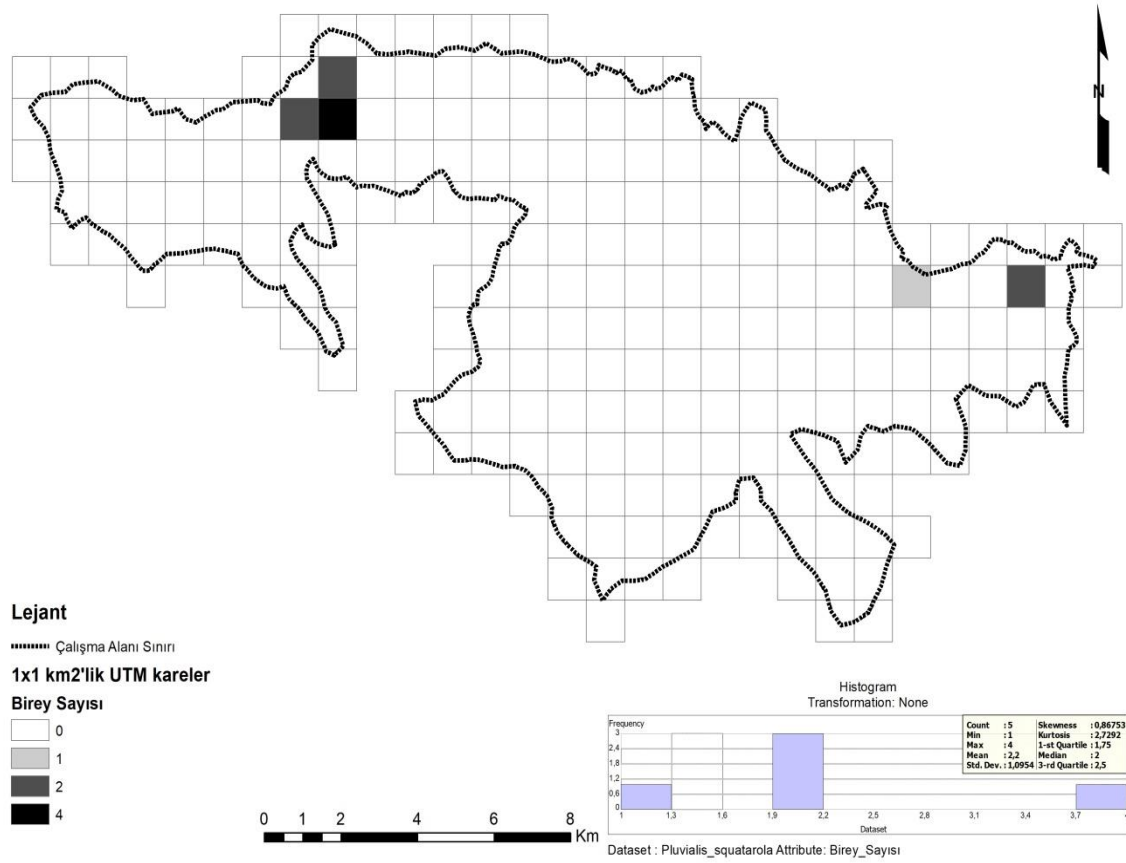 N
Lejant
Çalışma Alanı Sınırı
1x1 km2'lik UTM kareler
Birey Sayısı
0
1
2
4
0 1 2 4 6 8
Km
Histogram
Transformation: None
Frequency
3
2,4
1,8
1,2
0,6
0
1 1,3 1,6 1,9 2,2 2,5 2,8 3,1 3,4 3,7 4
Dataset
Count : 5 Skewness : 0,86753
Min : 1 Kurtosis : 2,7292
Max : 4 1-st Quartile : 1,75
Mean : 2,2 Median : 2
Std. Dev. : 1,0954 3-rd Quartile : 2,5
Dataset : Pluvialis_squatarola Attribute: Birey_Sayısı